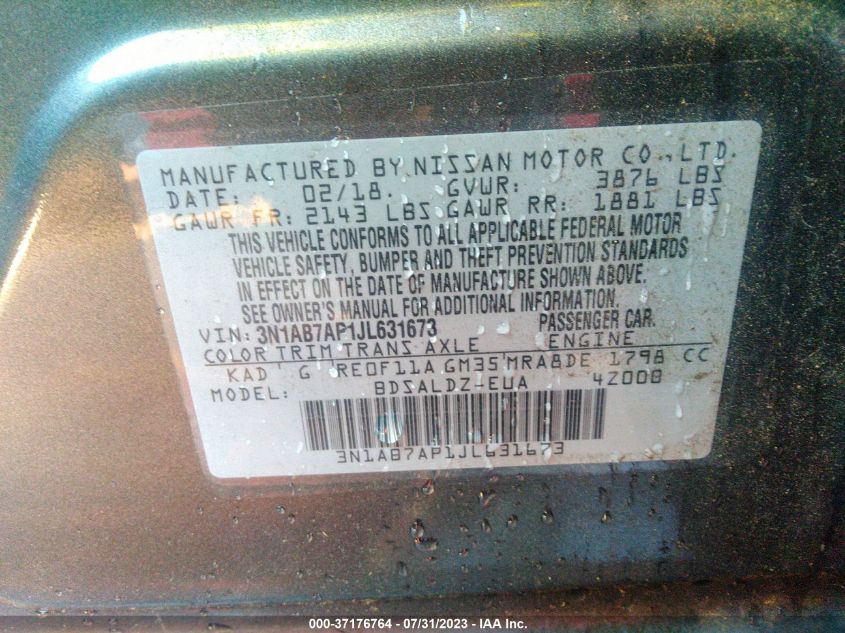 MANUFACTURED BY NISSAN MOTOR CO., LTD.
DATE: 02/18. GVWR: 3876 LBS
GAWR FR: 2143 LBS GAWR RR: 1881 LBS
THIS VEHICLE CONFORMS TO ALL APPLICABLE FEDERAL MOTOR
VEHICLE SAFETY, BUMPER AND THEFT PREVENTION STANDARDS
IN EFFECT ON THE DATE OF MANUFACTURE SHOWN ABOVE.
SEE OWNER'S MANUAL FOR ADDITIONAL INFORMATION.
VIN: 3N1AB7AP1JL631673 PASSENGER CAR.
COLOR TRIM TRANS AXLE ENGINE
KAD G RE0F11A GM35 MRA8DE 1798 CC
MODEL: BDSALDZ-EUA 4Z008
3N1AB7AP1JL631673
000-37176764 - 07/31/2023 - IAA Inc.